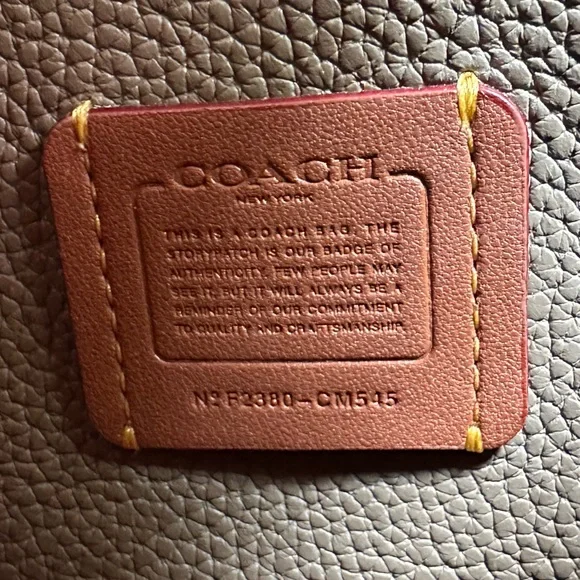 COACH
NEW YORK
THIS IS A COACH BAG. THE
STORYPATCH IS OUR BADGE OF
AUTHENTICITY. FEW PEOPLE MAY
SEE IT, BUT IT WILL ALWAYS BE A
REMINDER OF OUR COMMITMENT
TO QUALITY AND CRAFTSMANSHIP.
Nº F2380-CM545